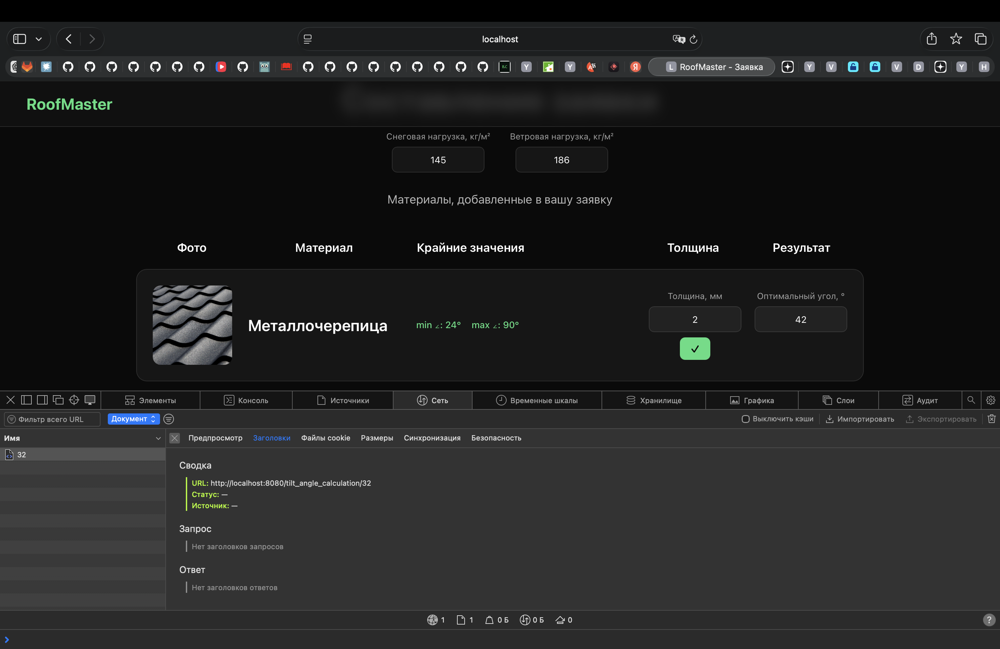 localhost
B.C
Y
Y
Я
L RoofMaster - Заявка
Y
V
V
D
Y
H
RoofMaster
Снеговая нагрузка, кг/м²
Ветровая нагрузка, кг/м²
145
186
Материалы, добавленные в вашу заявку
Фото
Материал
Крайние значения
Толщина
Результат
Металлочерепица
min ∠: 24°
max ∠: 90°
Толщина, мм
2
✓
Оптимальный угол, °
42
Элементы
Консоль
Источники
Сеть
Временные шкалы
Хранилище
Графика
Слои
Аудит
Фильтр всего URL
Документ
Выключить кэши
Импортировать
Экспортировать
Имя
Предпросмотр
Заголовки
Файлы cookie
Размеры
Синхронизация
Безопасность
32
Сводка
URL: http://localhost:8080/tilt_angle_calculation/32
Статус: —
Источник: —
Запрос
Нет заголовков запросов
Ответ
Нет заголовков ответов
1
1
0 Б
0 Б
0
?